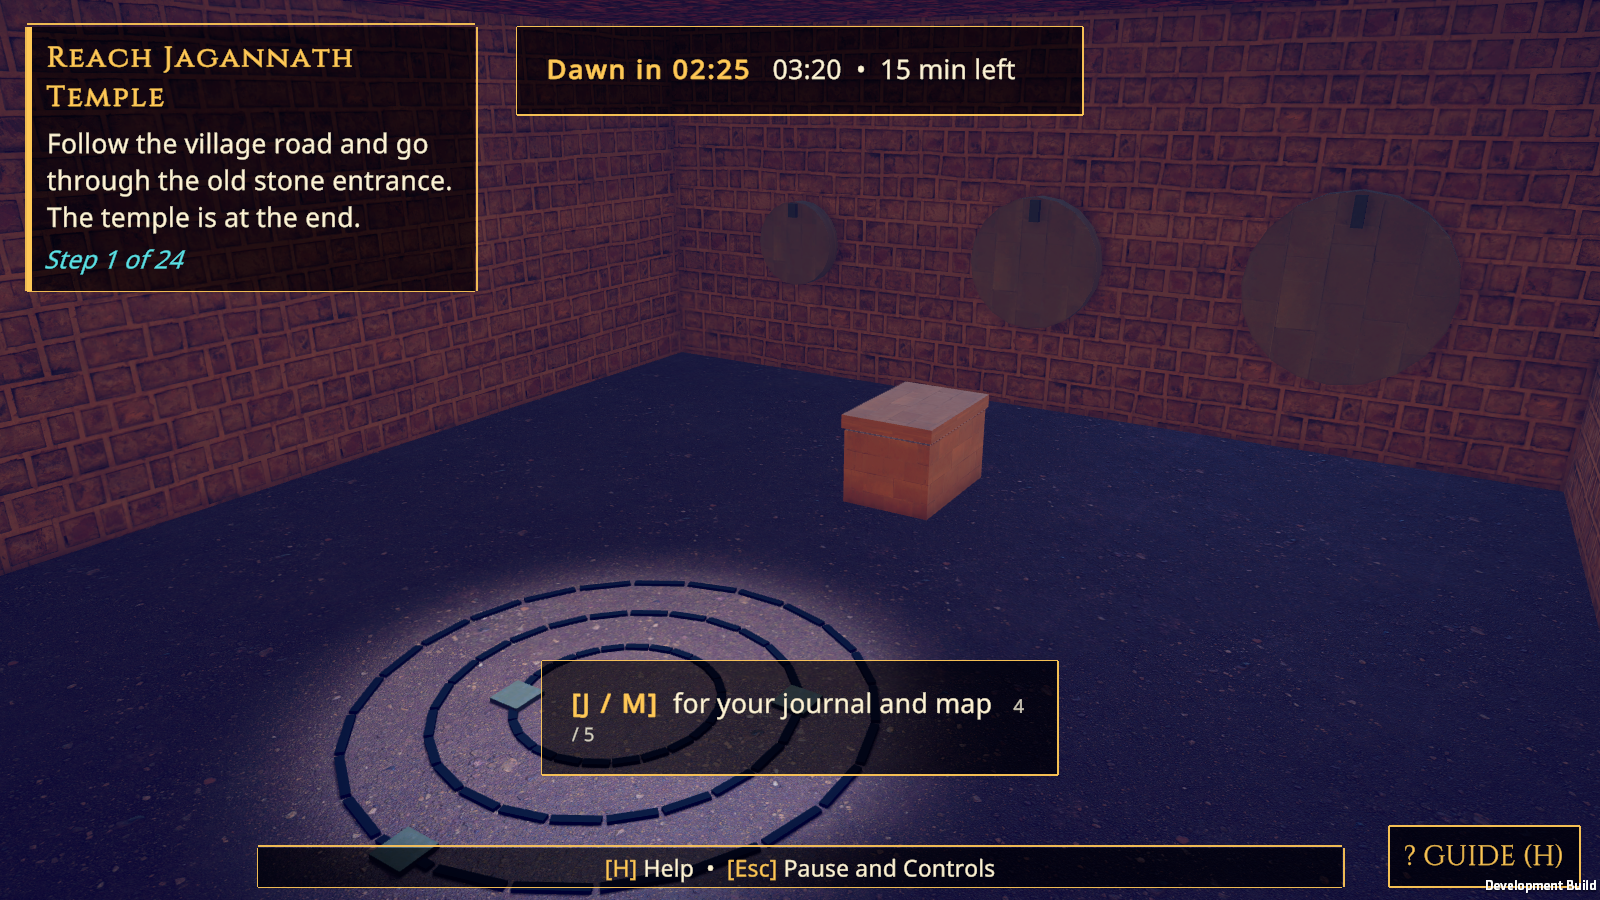 Reach Jagannath
Temple
Follow the village road and go
through the old stone entrance.
The temple is at the end.
Step 1 of 24
Dawn in 02:25 03:20 • 15 min left
[J / M] for your journal and map 4
/ 5
[H] Help • [Esc] Pause and Controls
? GUIDE (H)
Development Build